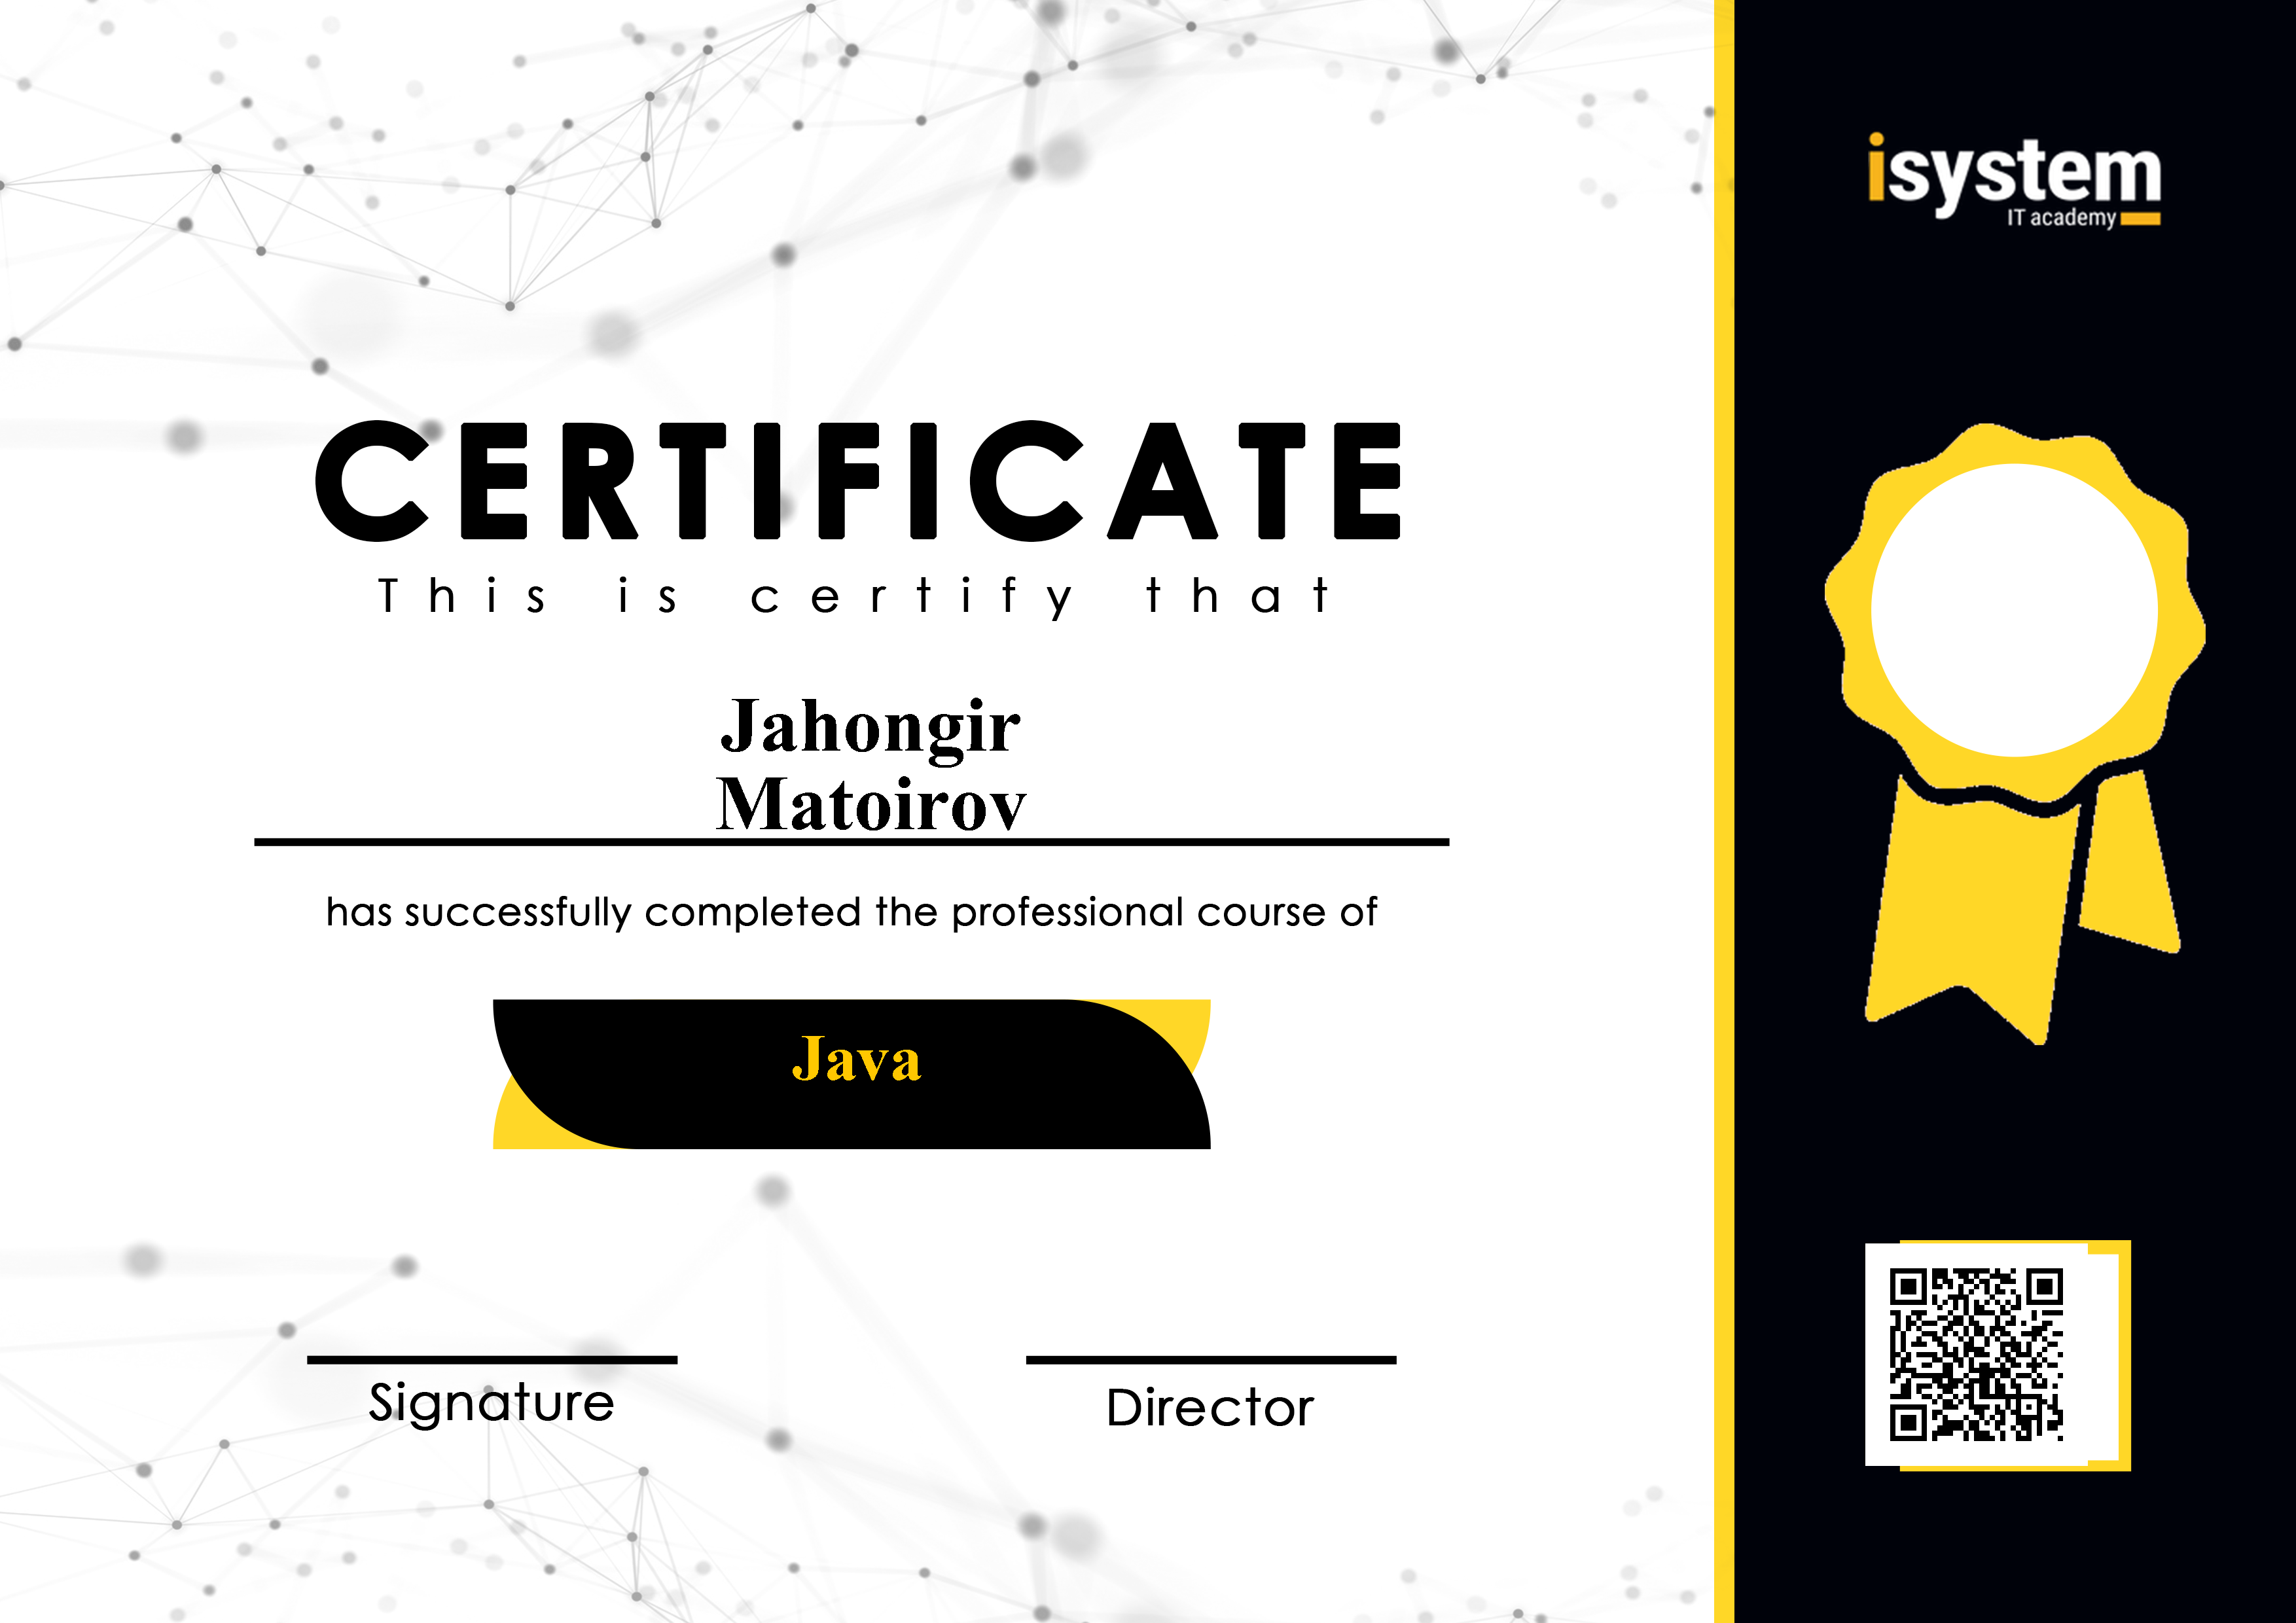 isystem
IT academy
CERTIFICATE
This is certify that
Jahongir
Matoirov
has successfully completed the professional course of
Java
Signature
Director